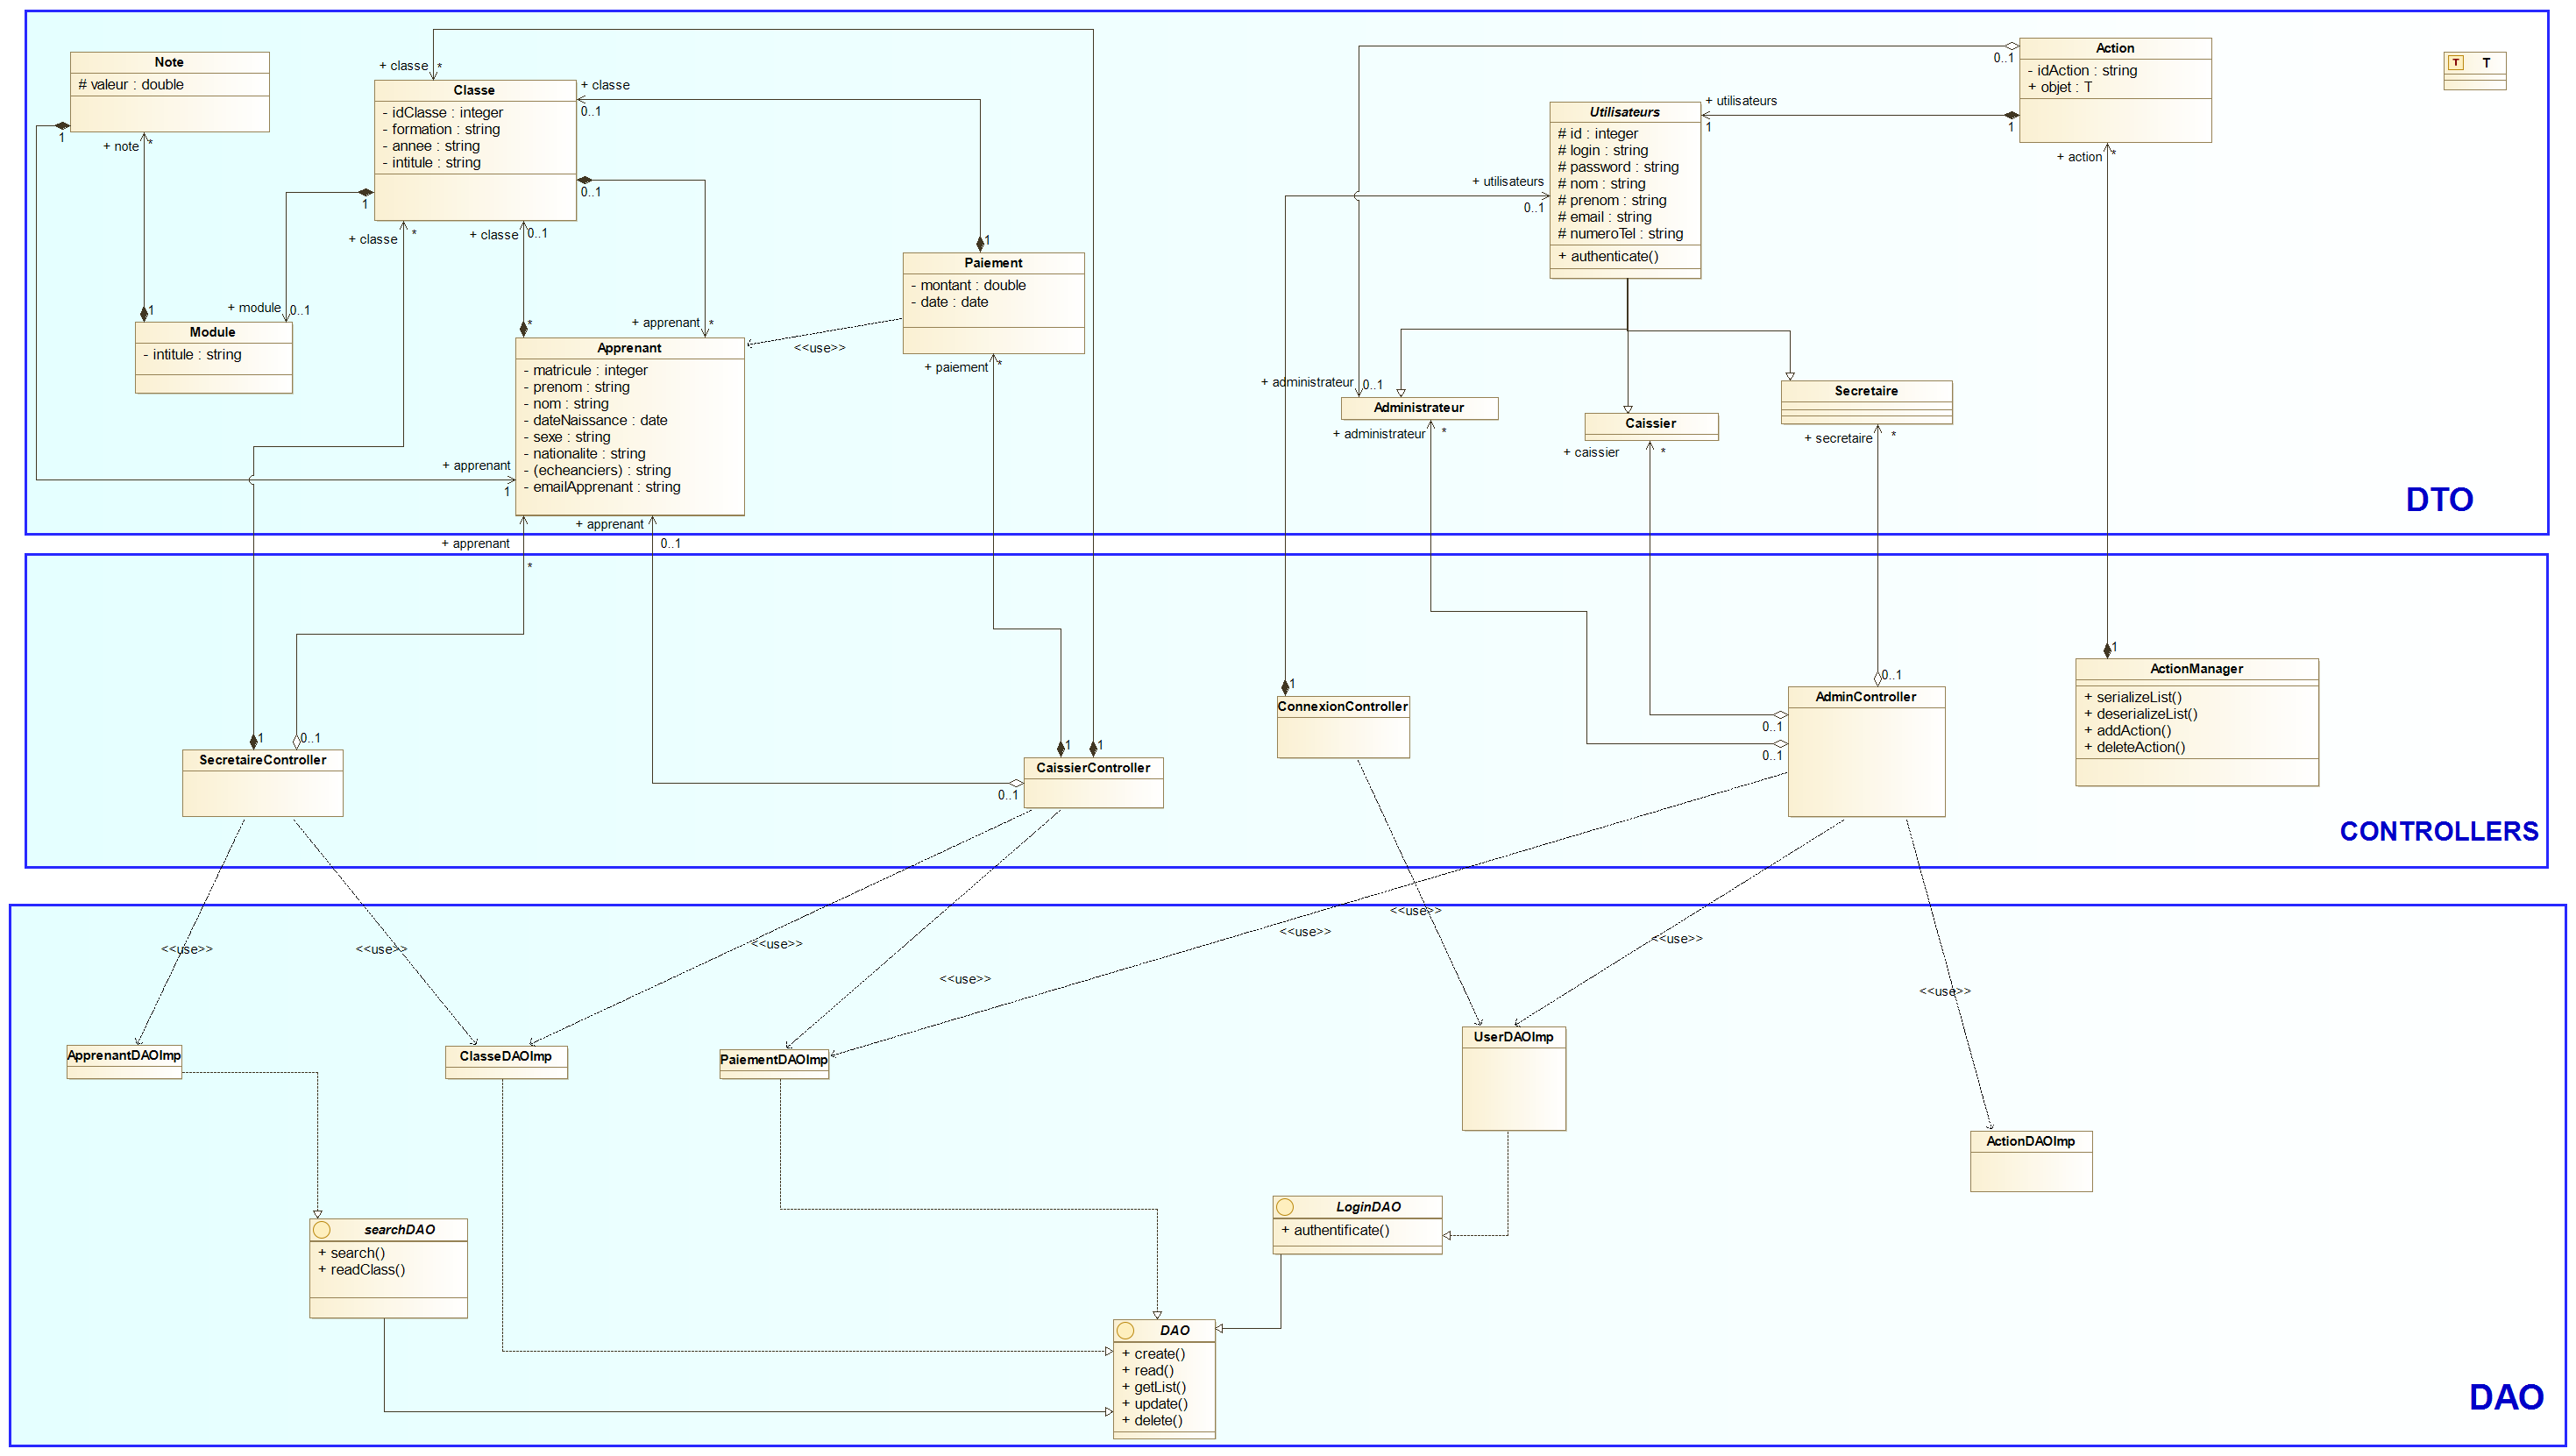 Note
# valeur : double
1
+ note
*
+ classe
*
Classe
- idClasse : integer
- formation : string
- annee : string
- intitule : string
+ classe
0..1
0..1
1
+ classe
*
+ classe
0..1
+ module
0..1
1
Module
- intitule : string
*
+ apprenant
*
Apprenant
- matricule : integer
- prenom : string
- nom : string
- dateNaissance : date
- sexe : string
- nationalite : string
- (echeanciers) : string
- emailApprenant : string
+ apprenant
1
+ apprenant
*
+ apprenant
0..1
<<use>>
1
Paiement
- montant : double
- date : date
+ paiement
*
Action
- idAction : string
+ objet : T
0..1
1
+ action
*
T
T
+ utilisateurs
1
Utilisateurs
# id : integer
# login : string
# password : string
# nom : string
# prenom : string
# email : string
# numeroTel : string
+ authenticate()
+ utilisateurs
0..1
+ administrateur
0..1
Administrateur
+ administrateur
*
Caissier
+ caissier
*
Secretaire
+ secretaire
*
DTO
1
0..1
SecretaireController
1
1
CaissierController
0..1
1
ConnexionController
0..1
AdminController
0..1
0..1
1
ActionManager
+ serializeList()
+ deserializeList()
+ addAction()
+ deleteAction()
CONTROLLERS
<<use>>
<<use>>
<<use>>
<<use>>
<<use>>
<<use>>
<<use>>
<<use>>
ApprenantDAOImp
ClasseDAOImp
PaiementDAOImp
UserDAOImp
ActionDAOImp
searchDAO
+ search()
+ readClass()
LoginDAO
+ authentificate()
DAO
+ create()
+ read()
+ getList()
+ update()
+ delete()
DAO